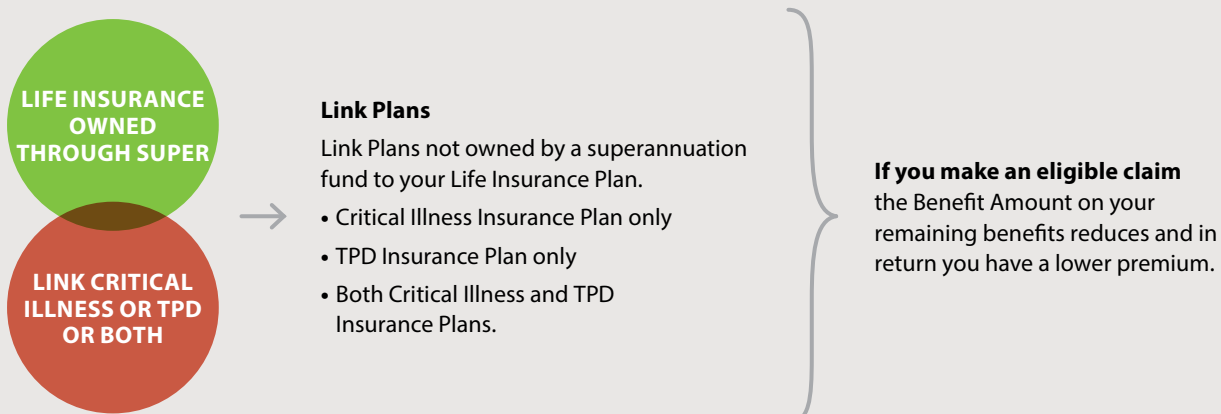 LIFE INSURANCE
OWNED
THROUGH SUPER
LINK CRITICAL
ILLNESS OR TPD
OR BOTH
Link Plans
Link Plans not owned by a superannuation
fund to your Life Insurance Plan.
• Critical Illness Insurance Plan only
• TPD Insurance Plan only
• Both Critical Illness and TPD
Insurance Plans.
If you make an eligible claim
the Benefit Amount on your
remaining benefits reduces and in
return you have a lower premium.